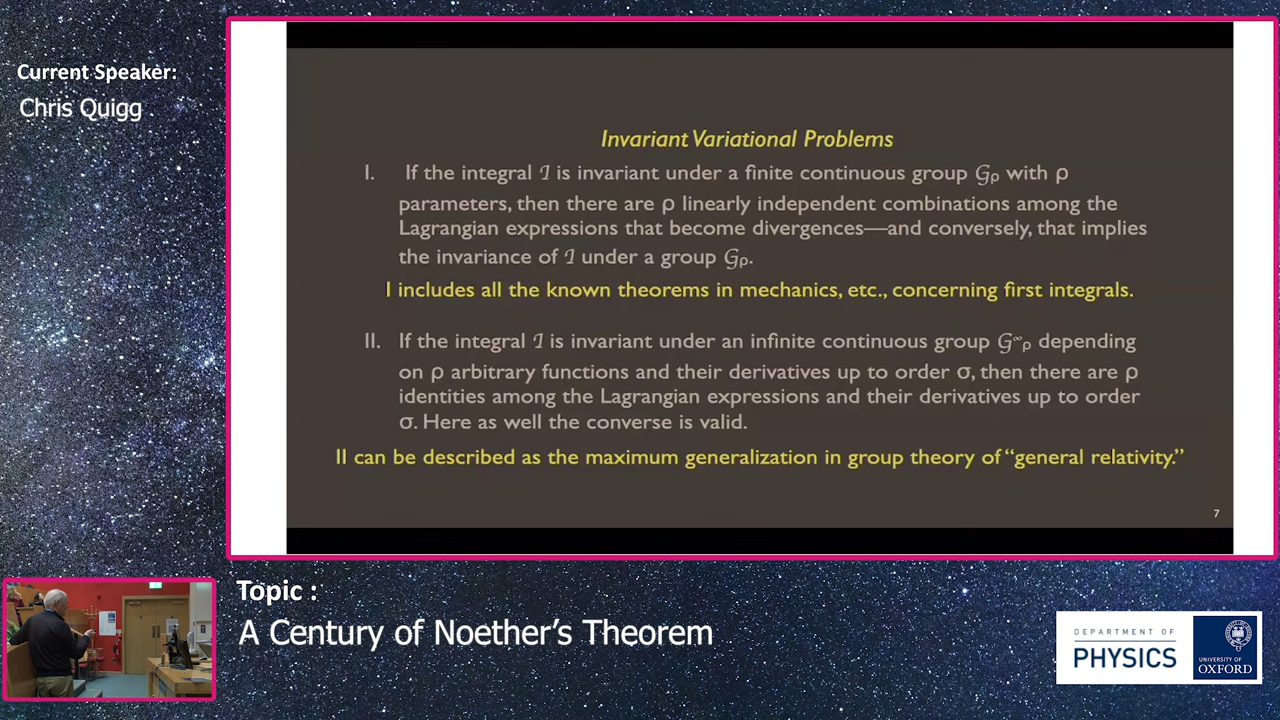 Current Speaker:
Chris Quigg
Invariant Variational Problems
I. If the integral ℐ is invariant under a finite continuous group 𝒢ρ with ρ
parameters, then there are ρ linearly independent combinations among the
Lagrangian expressions that become divergences—and conversely, that implies
the invariance of ℐ under a group 𝒢ρ.
I includes all the known theorems in mechanics, etc., concerning first integrals.
II. If the integral ℐ is invariant under an infinite continuous group 𝒢∞ρ depending
on ρ arbitrary functions and their derivatives up to order σ, then there are ρ
identities among the Lagrangian expressions and their derivatives up to order
σ. Here as well the converse is valid.
II can be described as the maximum generalization in group theory of “general relativity.”
7
Topic :
A Century of Noether’s Theorem
DEPARTMENT OF
PHYSICS
UNIVERSITY OF
OXFORD